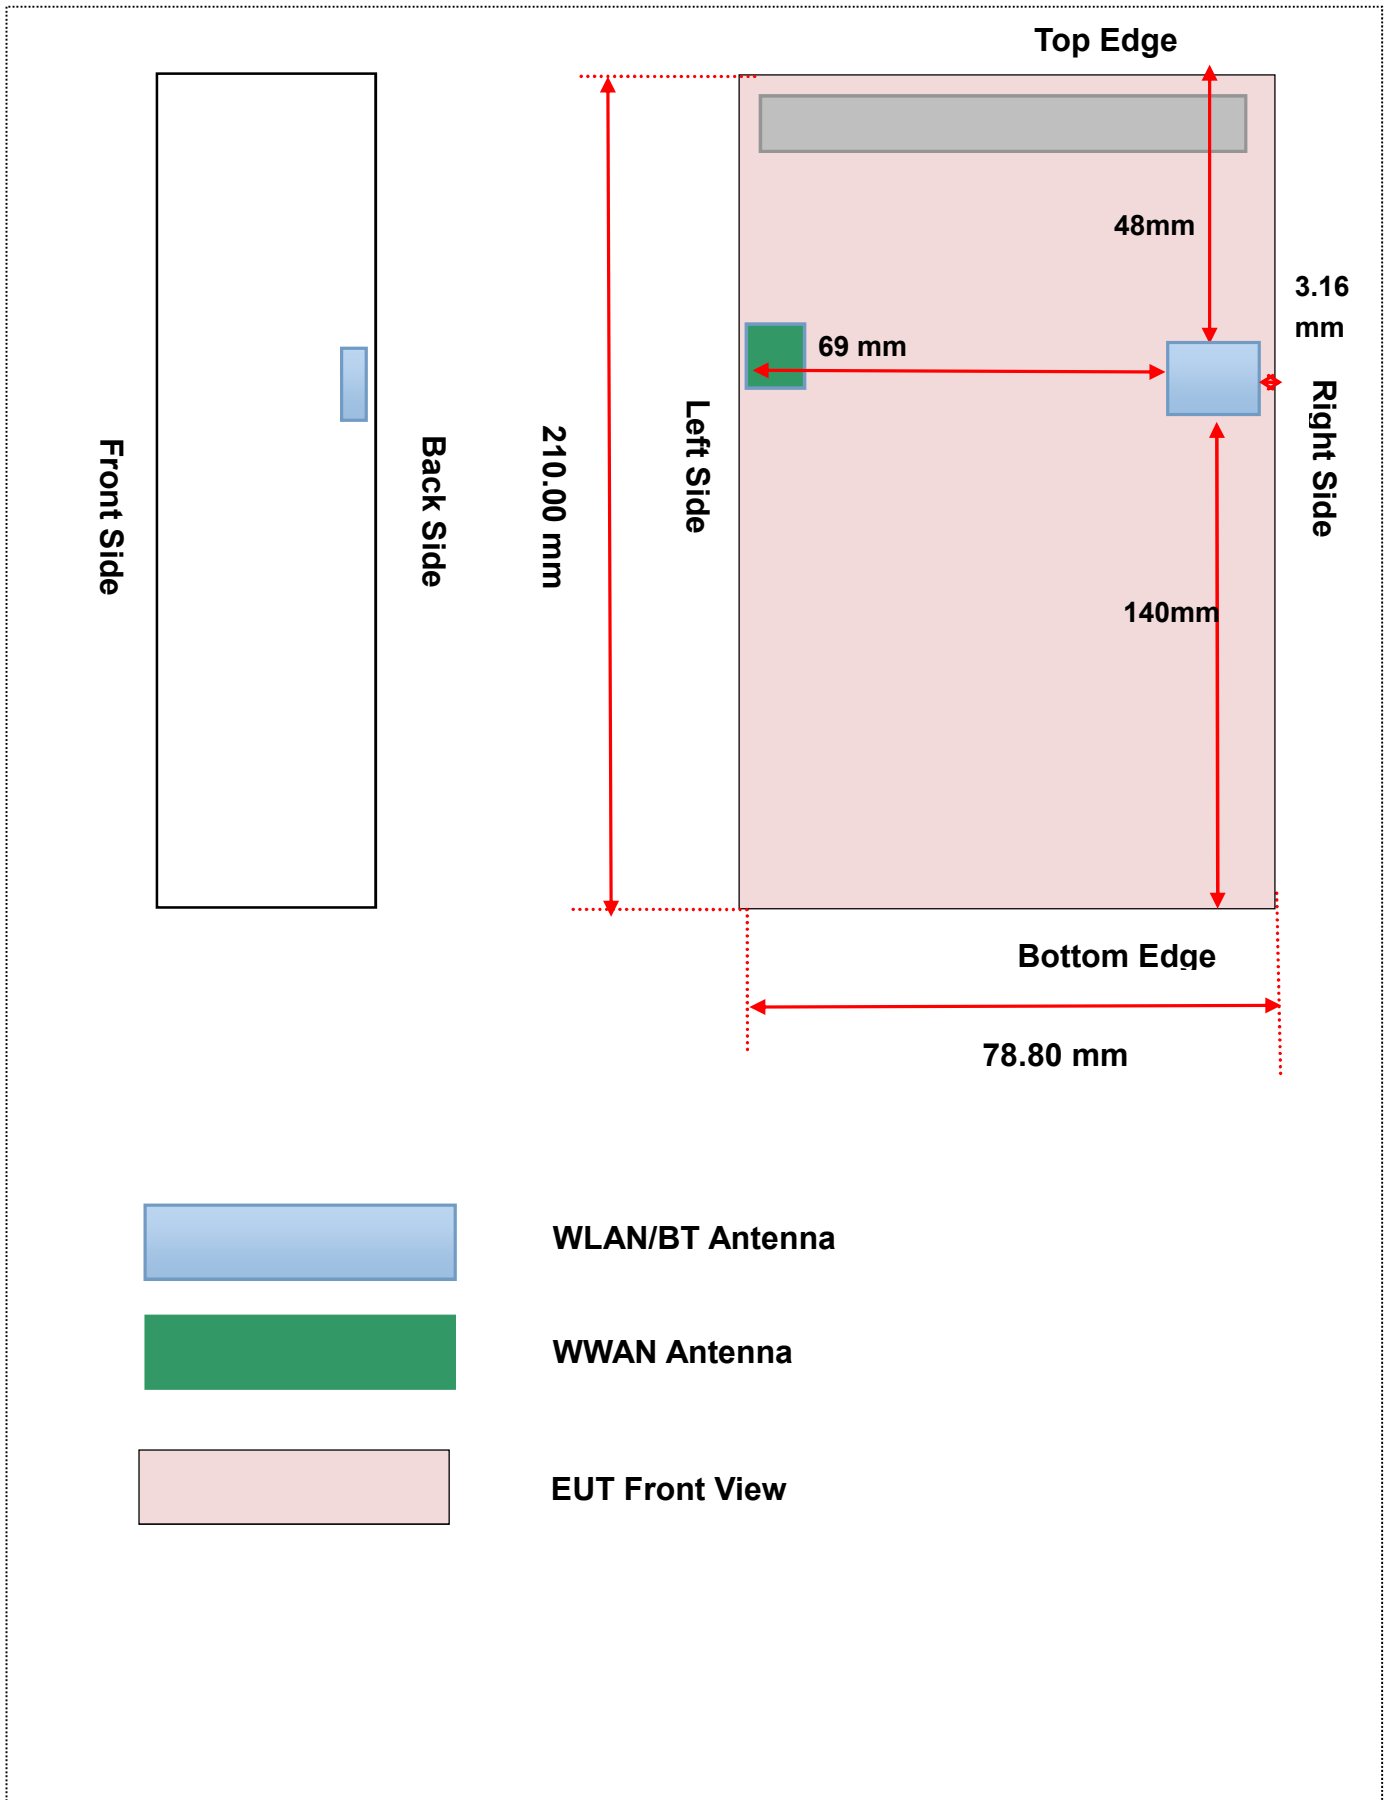 Top Edge
48mm
3.16
mm
69 mm
Front Side
Back Side
210.00 mm
Left Side
Right Side
140mm
Bottom Edge
78.80 mm
WLAN/BT Antenna
WWAN Antenna
EUT Front View